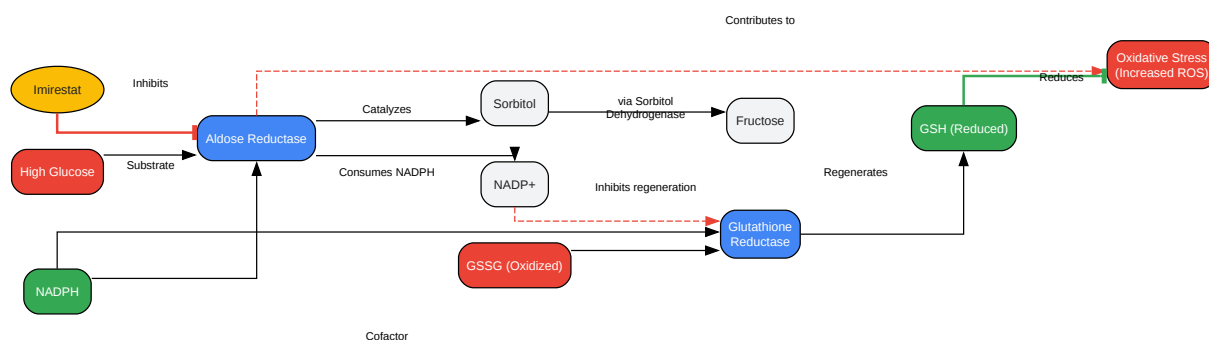 Contributes to
Oxidative Stress
(Increased ROS)
Reduces
Imirestat
Inhibits
Sorbitol
via Sorbitol
Dehydrogenase
Catalyzes
Fructose
Aldose Reductase
GSH (Reduced)
High Glucose
Substrate
Consumes NADPH
NADP+
Inhibits regeneration
Regenerates
Glutathione
Reductase
GSSG (Oxidized)
NADPH
Cofactor